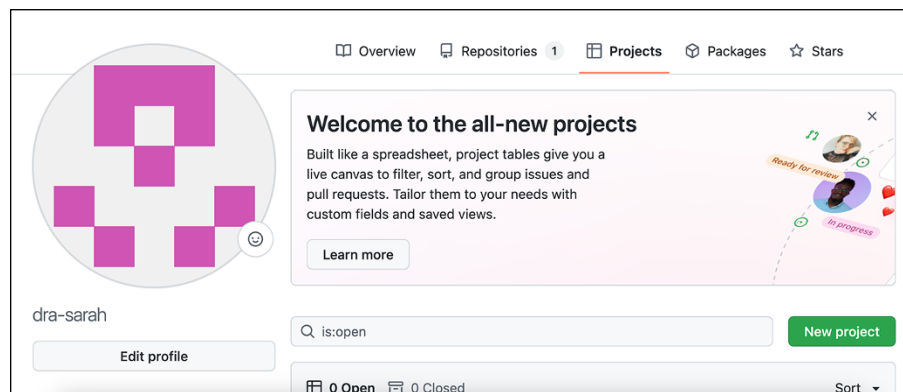 Overview Repositories 1 Projects Packages Stars
Welcome to the all-new projects
Built like a spreadsheet, project tables give you a
live canvas to filter, sort, and group issues and
pull requests. Tailor them to your needs with
custom fields and saved views.
Ready for review
In progress
Learn more
dra-sarah
Edit profile
is:open
New project
0 Open 0 Closed Sort